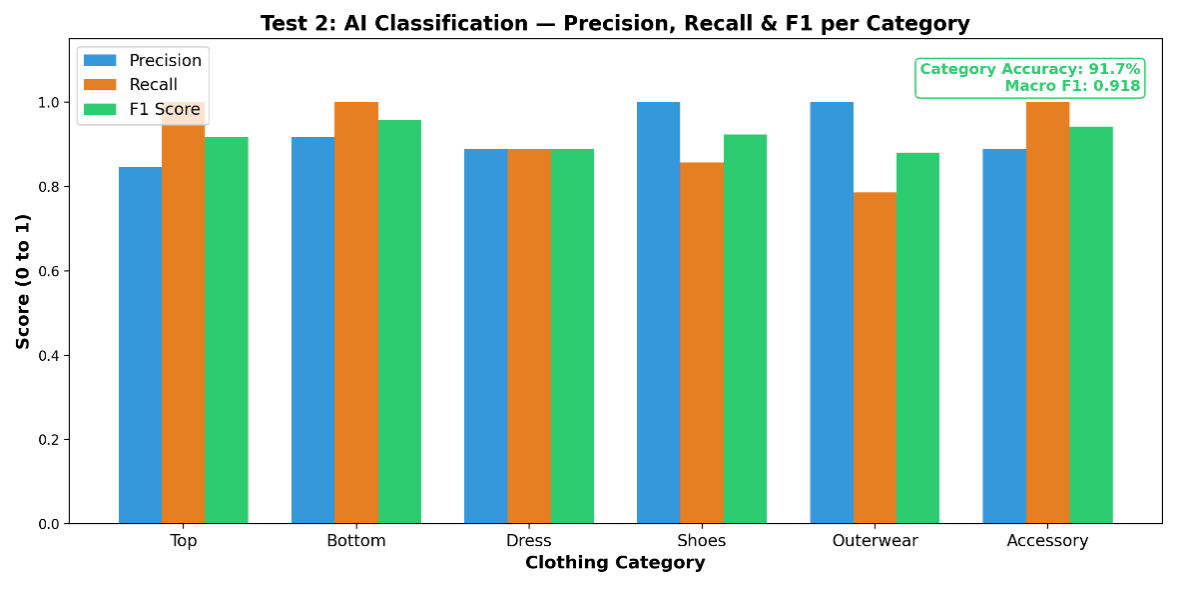 Test 2: AI Classification — Precision, Recall & F1 per Category
Precision
Recall
F1 Score
Category Accuracy: 91.7%
Macro F1: 0.918
1.0
0.8
0.6
0.4
0.2
0.0
Score (0 to 1)
Top
Bottom
Dress
Shoes
Outerwear
Accessory
Clothing Category